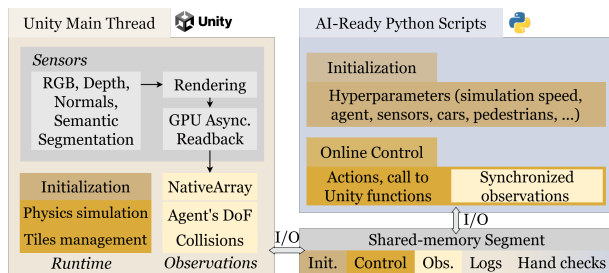 Unity Main Thread
Unity
Sensors
RGB, Depth,
Normals,
Semantic
Segmentation
Rendering
GPU Async.
Readback
Initialization
Physics simulation
Tiles management
Runtime
NativeArray
Agent's DoF
Collisions
Observations
I/O
AI-Ready Python Scripts
Initialization
Hyperparameters (simulation speed,
agent, sensors, cars, pedestrians, ...)
Online Control
Actions, call to
Unity functions
Synchronized
observations
I/O
Shared-memory Segment
Init. Control Obs. Logs Hand checks